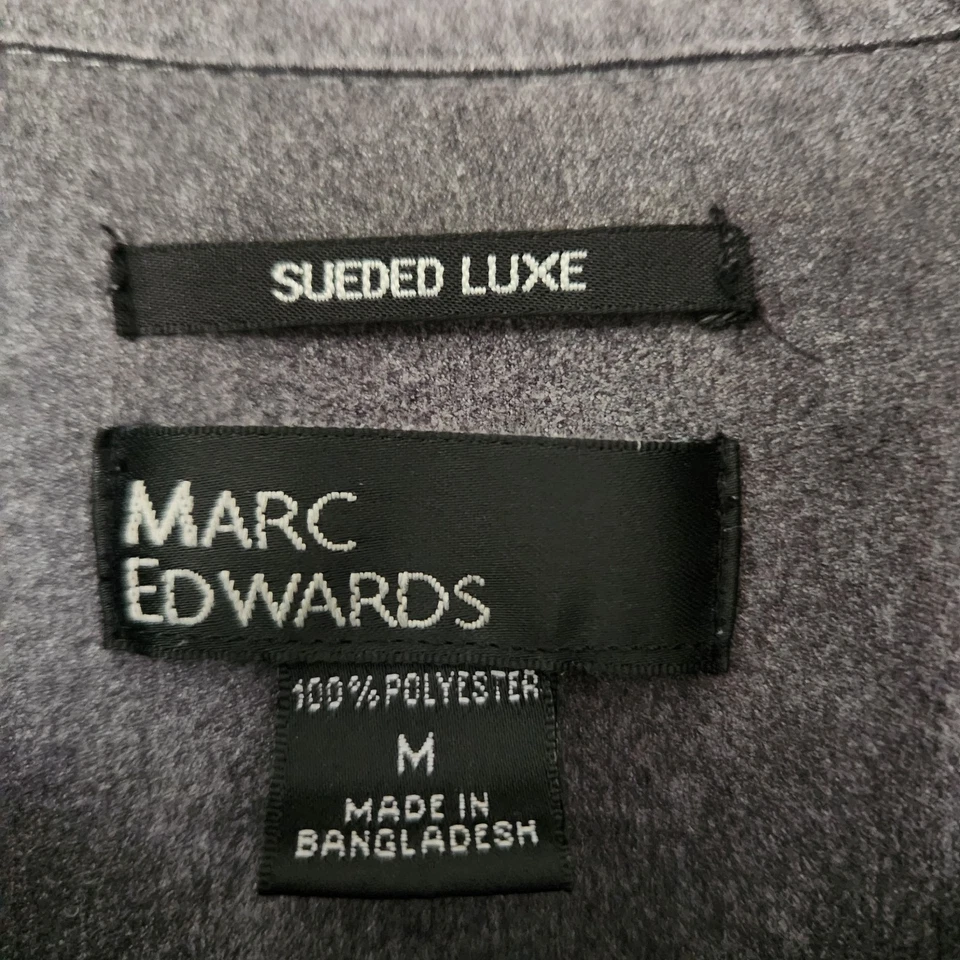 SUEDED LUXE
MARC
EDWARDS
100% POLYESTER
M
MADE IN
BANGLADESH